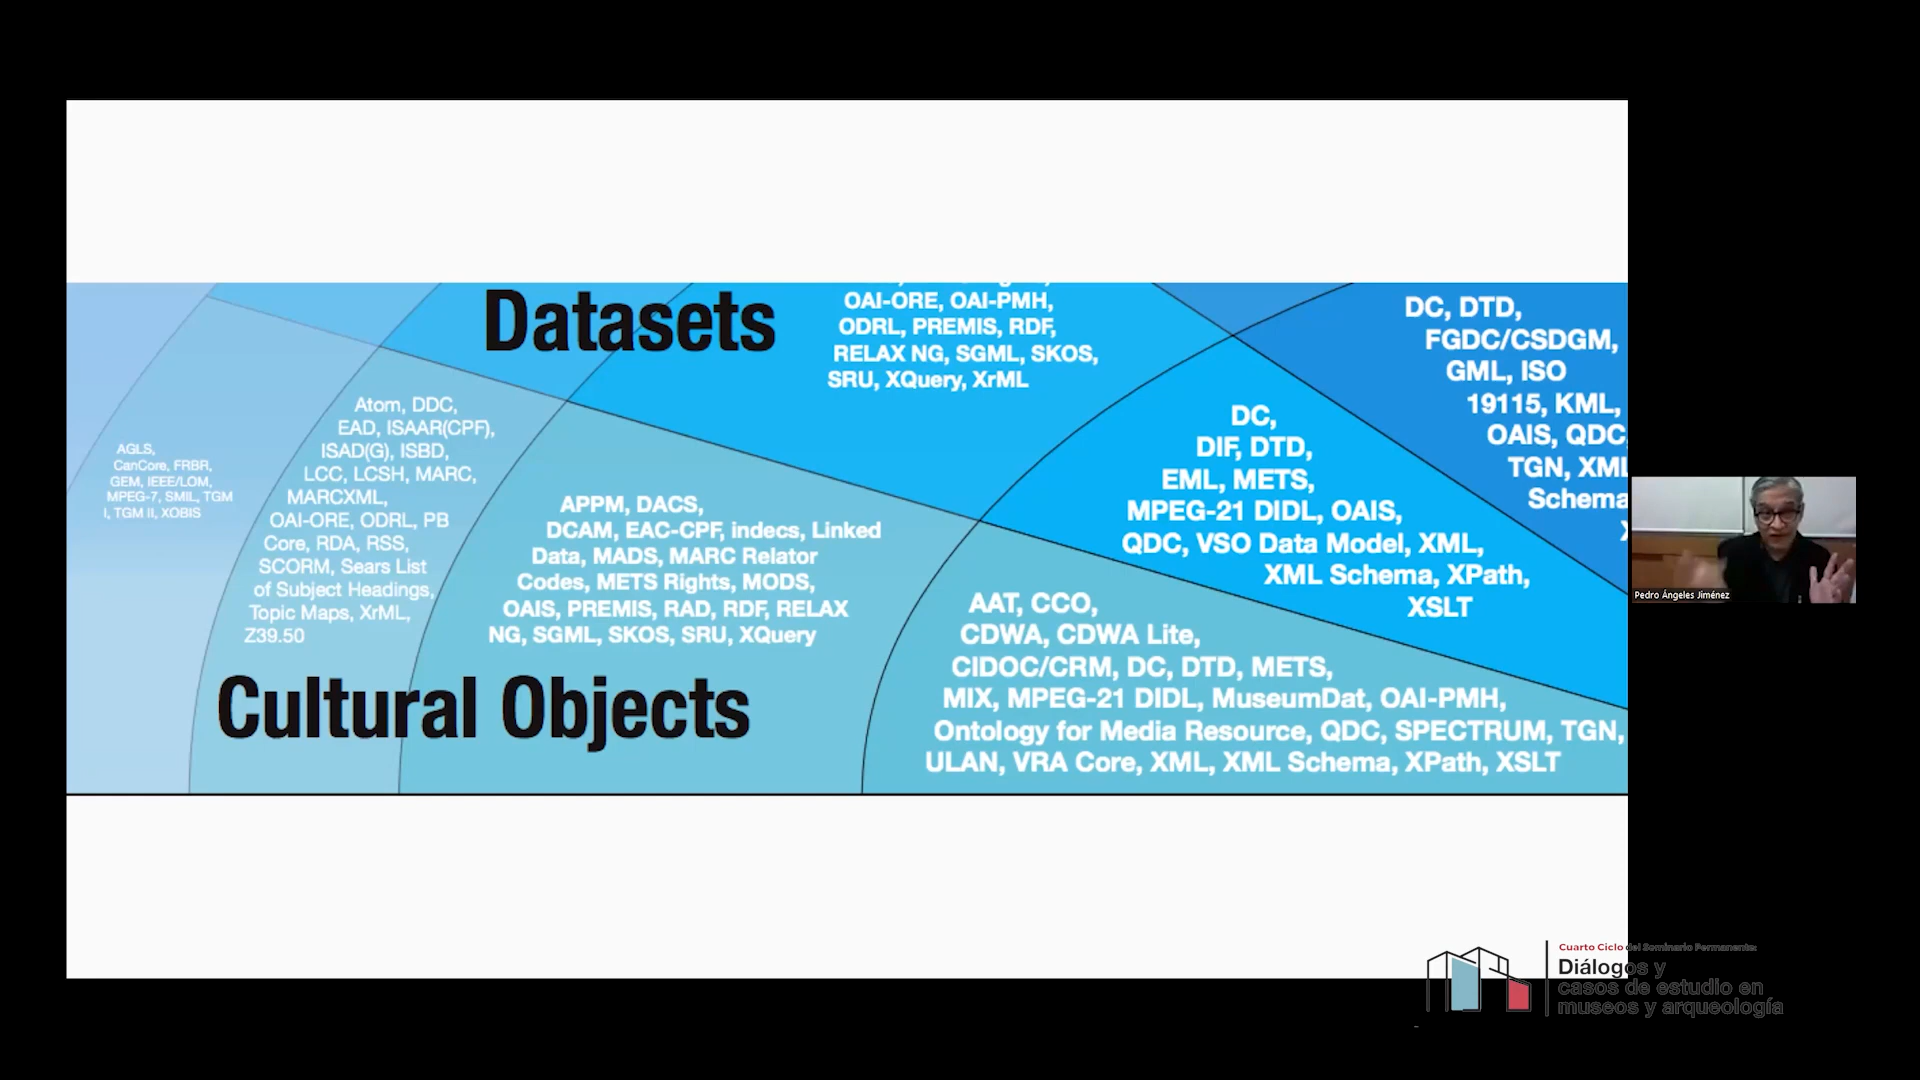 Datasets
OAI-ORE, OAI-PMH,
ODRL, PREMIS, RDF,
RELAX NG, SGML, SKOS,
SRU, XQuery, XrML
DC, DTD,
FGDC/CSDGM,
GML, ISO
19115, KML,
OAIS, QDC,
TGN, XML
Schema
DC,
DIF, DTD,
EML, METS,
MPEG-21 DIDL, OAIS,
QDC, VSO Data Model, XML,
XML Schema, XPath,
XSLT
AGLS,
CanCore, FRBR,
GEM, IEEE/LOM,
MPEG-7, SMIL, TGM
I, TGM II, XOBIS
Atom, DDC,
EAD, ISAAR(CPF),
ISAD(G), ISBD,
LCC, LCSH, MARC,
MARCXML,
OAI-ORE, ODRL, PB
Core, RDA, RSS,
SCORM, Sears List
of Subject Headings,
Topic Maps, XrML,
Z39.50
APPM, DACS,
DCAM, EAC-CPF, indecs, Linked
Data, MADS, MARC Relator
Codes, METS Rights, MODS,
OAIS, PREMIS, RAD, RDF, RELAX
NG, SGML, SKOS, SRU, XQuery
AAT, CCO,
CDWA, CDWA Lite,
CIDOC/CRM, DC, DTD, METS,
MIX, MPEG-21 DIDL, MuseumDat, OAI-PMH,
Ontology for Media Resource, QDC, SPECTRUM, TGN,
ULAN, VRA Core, XML, XML Schema, XPath, XSLT
Cultural Objects
Pedro Ángeles Jiménez
Cuarto Ciclo del Seminario Permanente:
Diálogos y
casos de estudio en
museos y arqueología